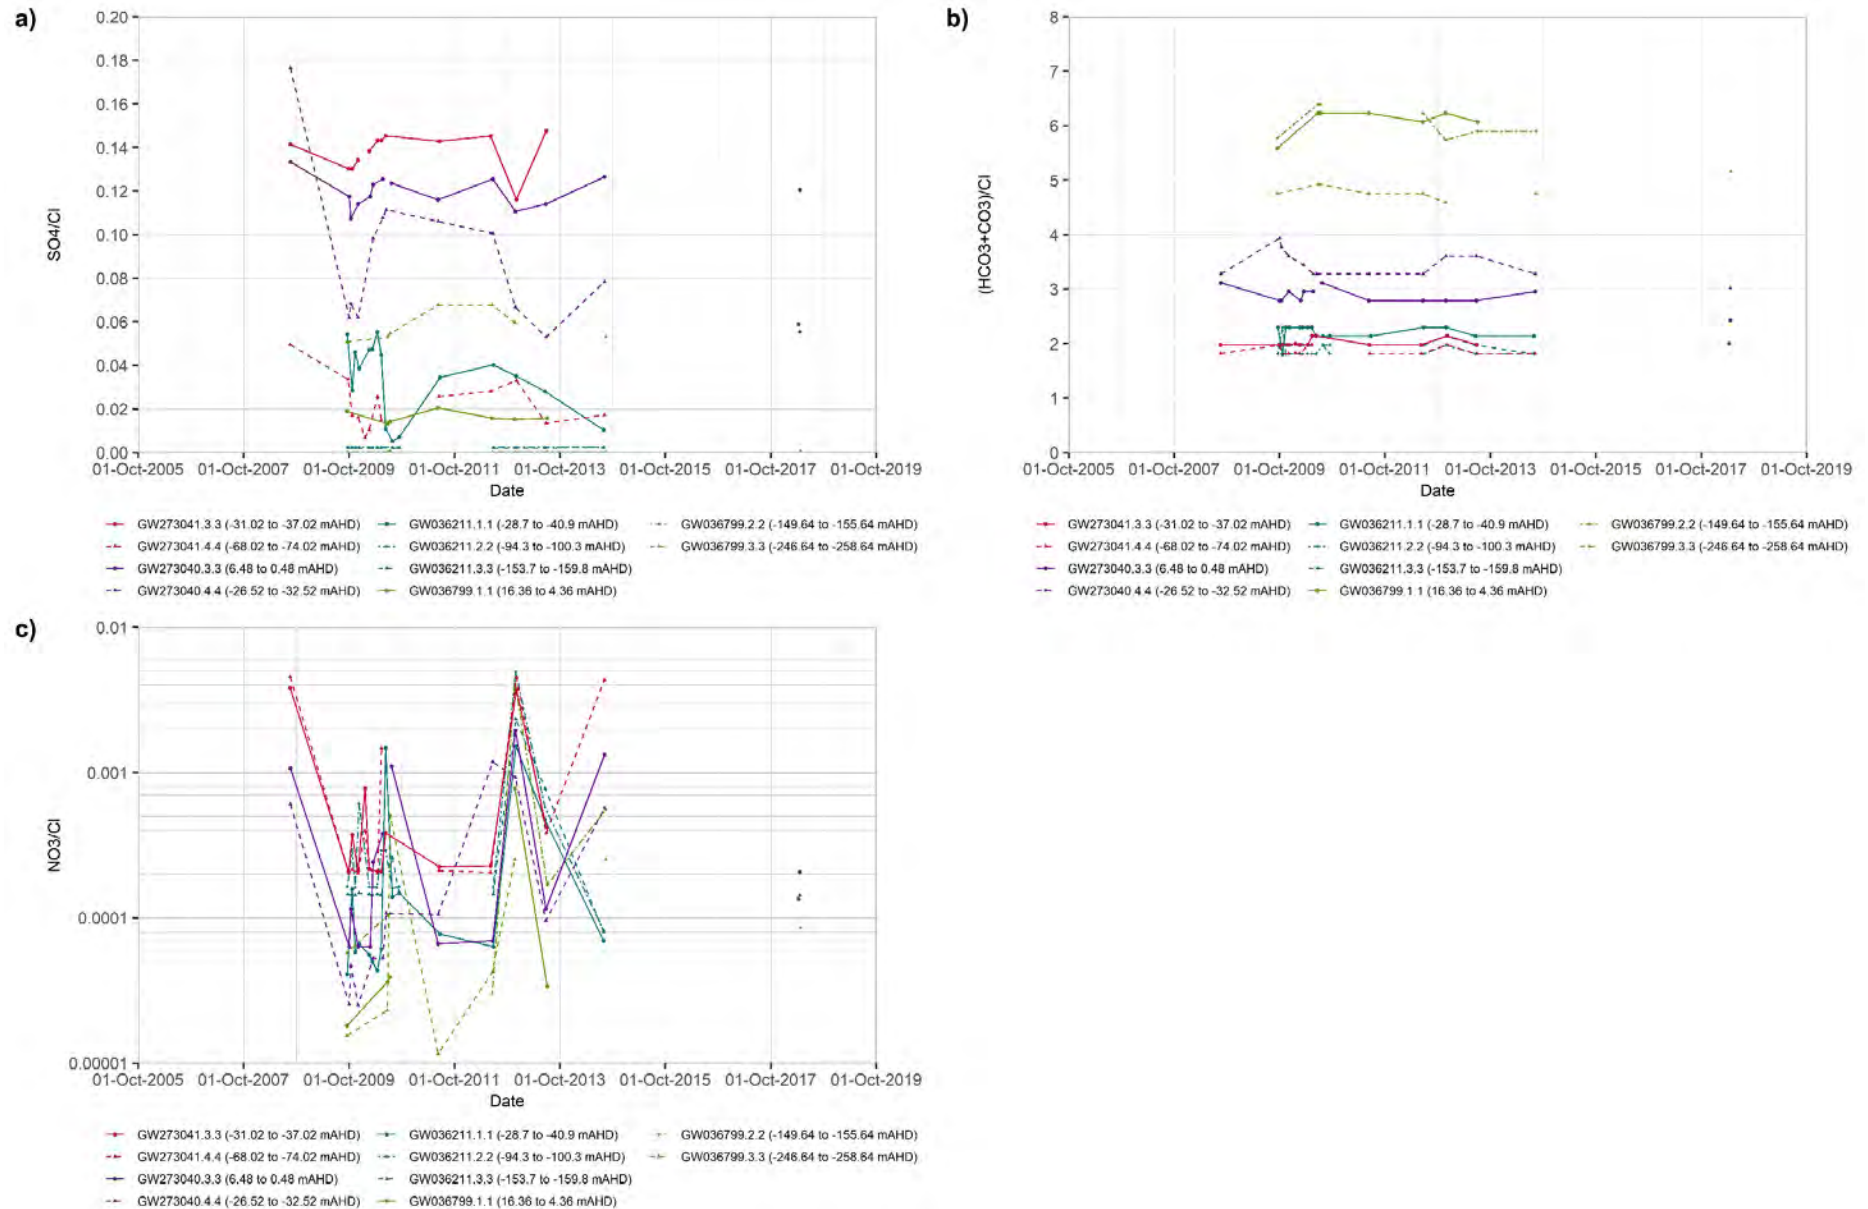 a)
0.20
0.18
0.16
0.14
0.12
0.10
0.08
0.06
0.04
0.02
0.00
SO4/Cl
01-Oct-2005 01-Oct-2007 01-Oct-2009 01-Oct-2011 01-Oct-2013 01-Oct-2015 01-Oct-2017 01-Oct-2019
Date
GW273041.3.3 (-31.02 to -37.02 mAHD) GW036211.1.1 (-28.7 to -40.9 mAHD) GW036799.2.2 (-149.64 to -155.64 mAHD)
GW273041.4.4 (-68.02 to -74.02 mAHD) GW036211.2.2 (-94.3 to -100.3 mAHD) GW036799.3.3 (-246.64 to -258.64 mAHD)
GW273040.3.3 (6.48 to 0.48 mAHD) GW036211.3.3 (-153.7 to -159.8 mAHD)
GW273040.4.4 (-26.52 to -32.52 mAHD) GW036799.1.1 (16.36 to 4.36 mAHD)
b)
8
7
6
5
4
3
2
1
0
(HCO3+CO3)/Cl
01-Oct-2005 01-Oct-2007 01-Oct-2009 01-Oct-2011 01-Oct-2013 01-Oct-2015 01-Oct-2017 01-Oct-2019
Date
GW273041.3.3 (-31.02 to -37.02 mAHD) GW036211.1.1 (-28.7 to -40.9 mAHD) GW036799.2.2 (-149.64 to -155.64 mAHD)
GW273041.4.4 (-68.02 to -74.02 mAHD) GW036211.2.2 (-94.3 to -100.3 mAHD) GW036799.3.3 (-246.64 to -258.64 mAHD)
GW273040.3.3 (6.48 to 0.48 mAHD) GW036211.3.3 (-153.7 to -159.8 mAHD)
GW273040.4.4 (-26.52 to -32.52 mAHD) GW036799.1.1 (16.36 to 4.36 mAHD)
c)
0.01
0.001
0.0001
0.00001
NO3/Cl
01-Oct-2005 01-Oct-2007 01-Oct-2009 01-Oct-2011 01-Oct-2013 01-Oct-2015 01-Oct-2017 01-Oct-2019
Date
GW273041.3.3 (-31.02 to -37.02 mAHD) GW036211.1.1 (-28.7 to -40.9 mAHD) GW036799.2.2 (-149.64 to -155.64 mAHD)
GW273041.4.4 (-68.02 to -74.02 mAHD) GW036211.2.2 (-94.3 to -100.3 mAHD) GW036799.3.3 (-246.64 to -258.64 mAHD)
GW273040.3.3 (6.48 to 0.48 mAHD) GW036211.3.3 (-153.7 to -159.8 mAHD)
GW273040.4.4 (-26.52 to -32.52 mAHD) GW036799.1.1 (16.36 to 4.36 mAHD)